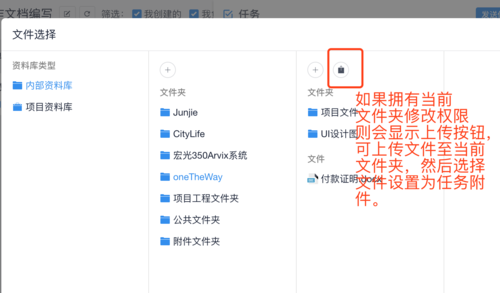 文档编写
筛选：
我创建的
任务
文件选择
资料库类型
内部资料库
项目资料库
文件夹
Junjie
CityLife
宏光350Arvix系统
oneTheWay
项目工程文件夹
公共文件夹
附件文件夹
文件夹
项目文件
UI设计图
文件
付款证明.docx
如果拥有当前
文件夹修改权限
则会显示上传按钮，
可上传文件至当前
文件夹，然后选择
文件设置为任务附
件。